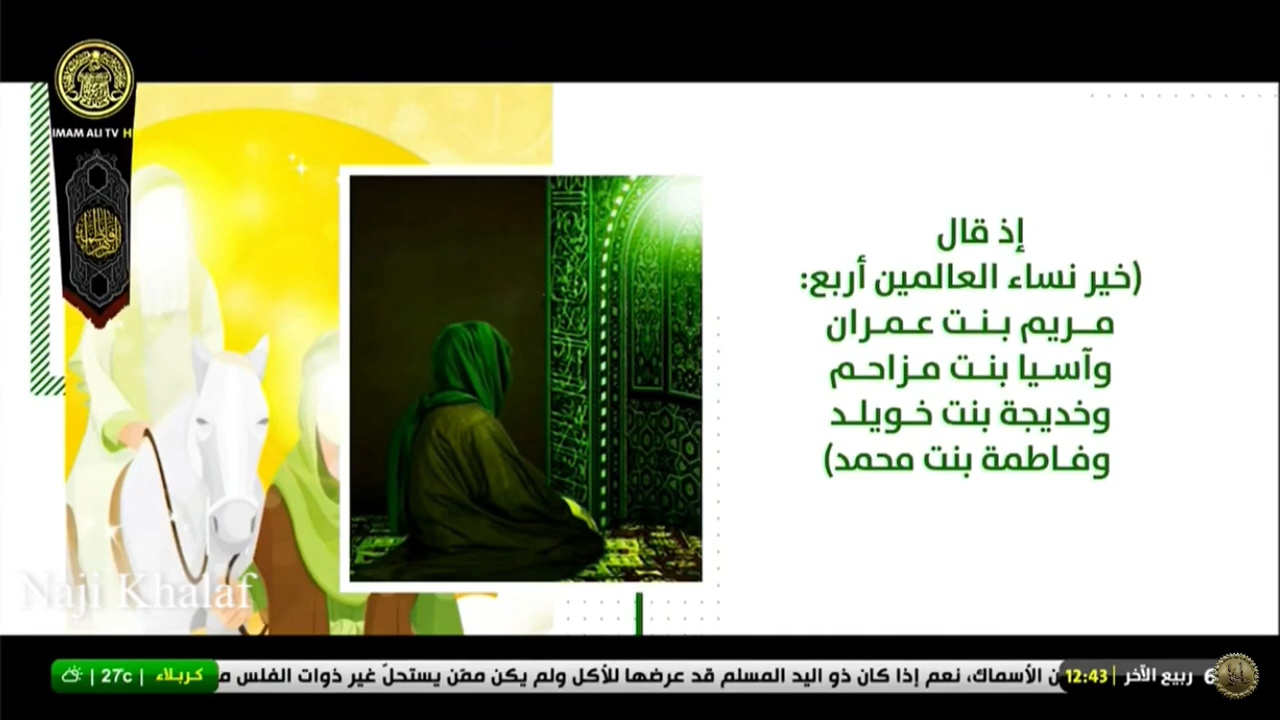 IMAM ALI TV H
إذ قال
(خير نساء العالمين أربع:
مريم بنت عمران
وآسيا بنت مزاحم
وخديجة بنت خويلد
وفاطمة بنت محمد)
Naji Khalaf
6 ربيع الآخر | 12:43
ن الأسماك، نعم إذا كان ذو اليد المسلم قد عرضها للأكل ولم يكن ممّن يستحلّ غير ذوات الفلس م
كربلاء | 27c |